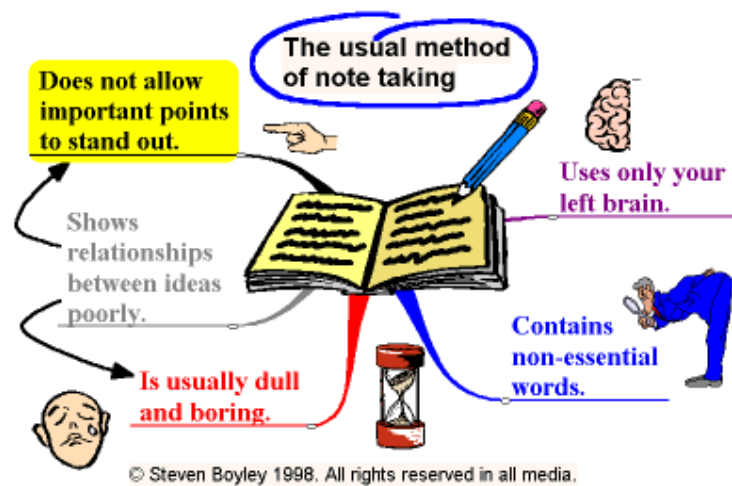 The usual method
of note taking
Does not allow
important points
to stand out.
Uses only your
left brain.
Shows
relationships
between ideas
poorly.
Contains
non-essential
words.
Is usually dull
and boring.
© Steven Boyley 1998. All rights reserved in all media.